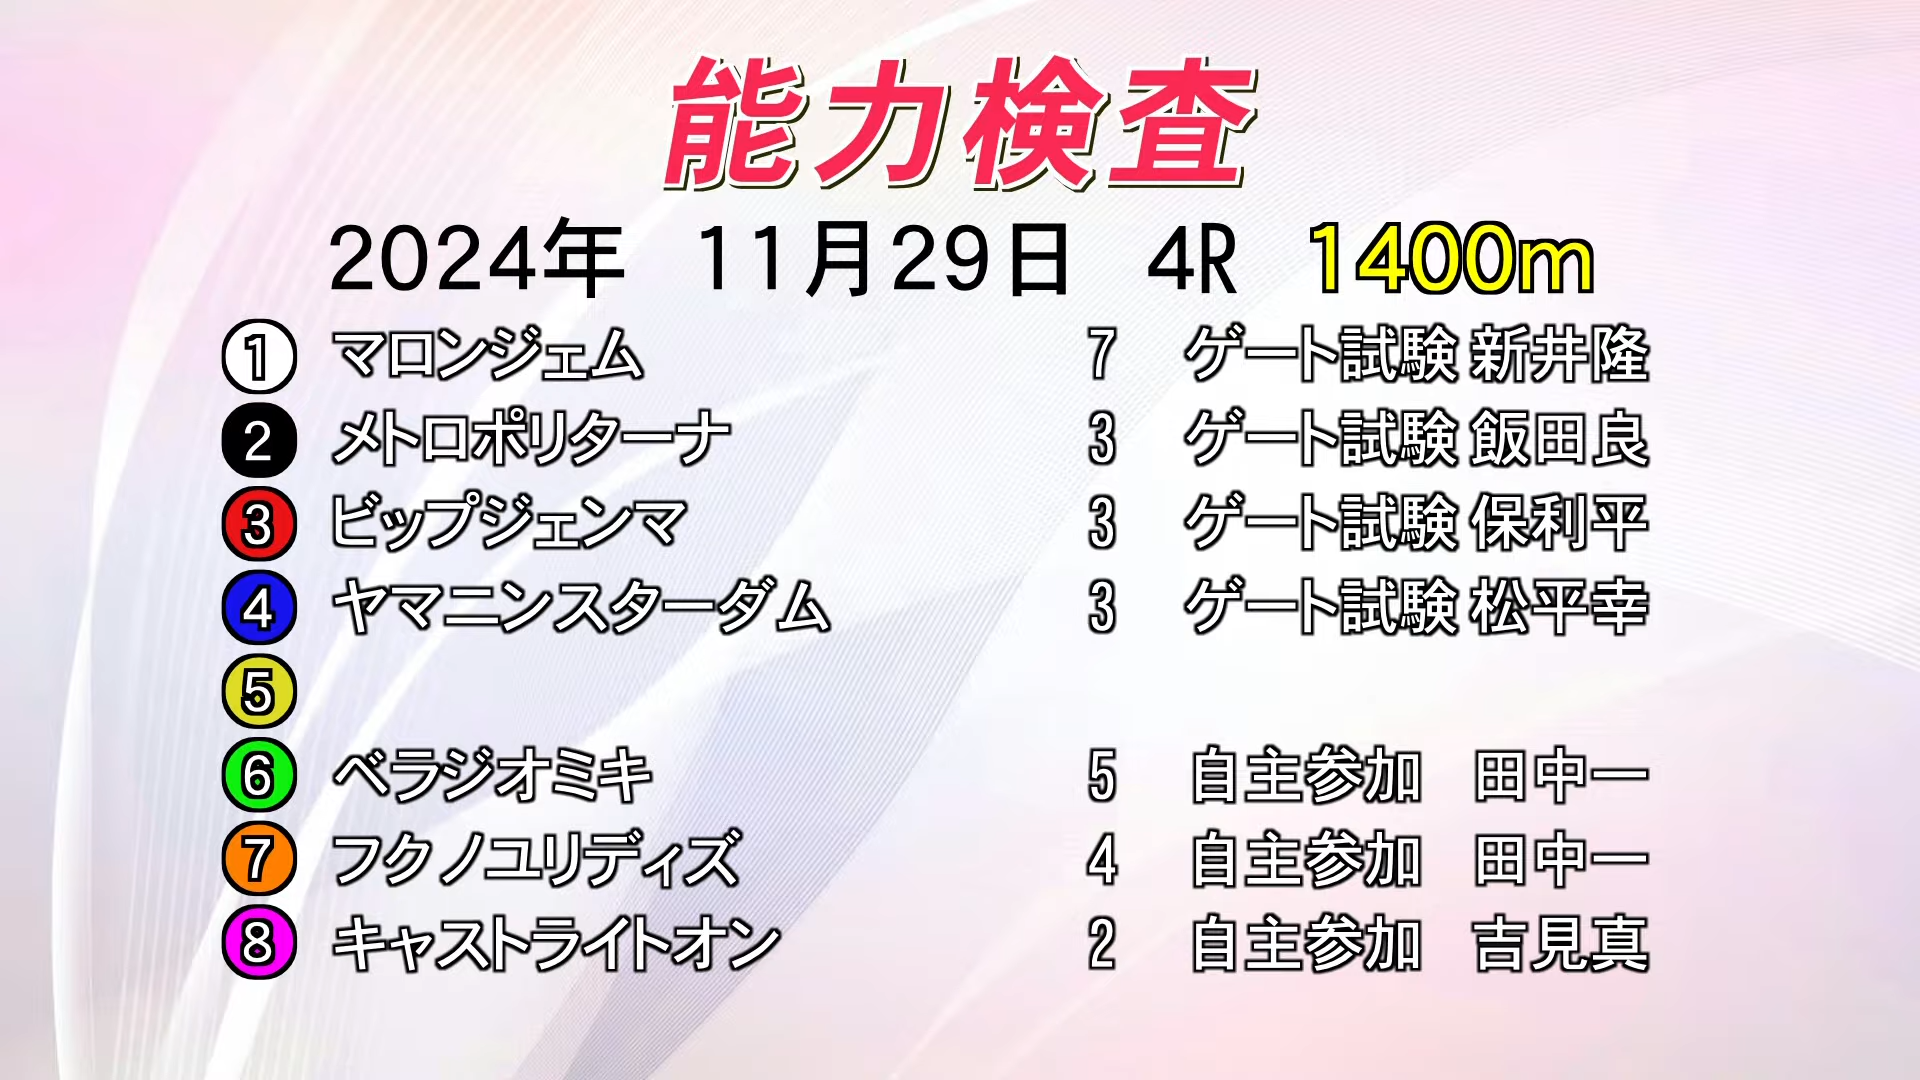 能力検査
2024年 11月29日 4R 1400m
1 マロンジェム 7 ゲート試験 新井隆
2 メトロポリターナ 3 ゲート試験 飯田良
3 ビップジェンマ 3 ゲート試験 保利平
4 ヤマニンスターダム 3 ゲート試験 松平幸
5
6 ベラジオミキ 5 自主参加 田中一
7 フクノユリディズ 4 自主参加 田中一
8 キャストライトオン 2 自主参加 吉見真